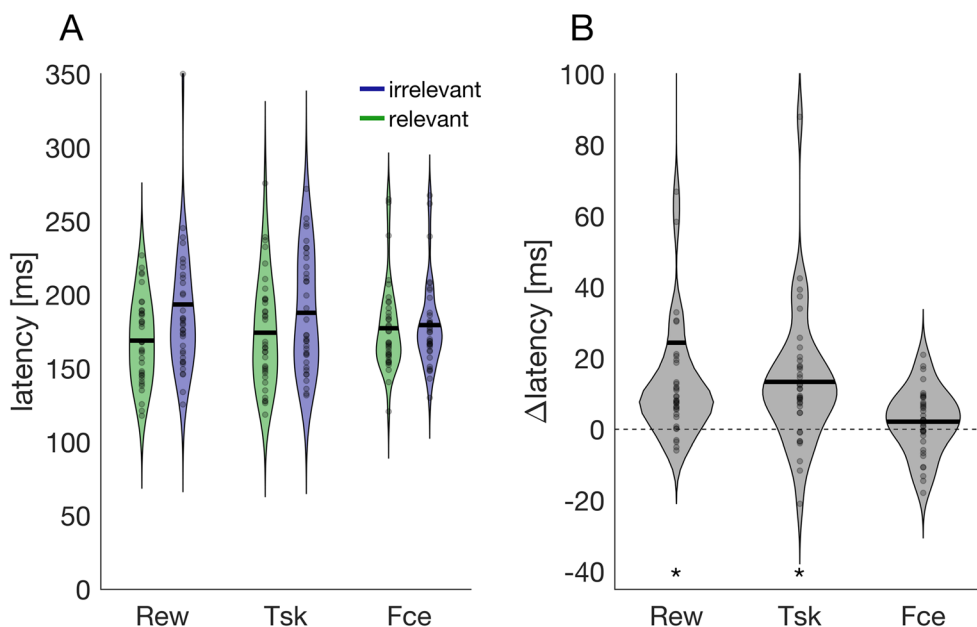 A
latency [ms]
350
300
250
200
150
100
50
0
irrelevant
relevant
Rew Tsk Fce
B
Δlatency [ms]
100
80
60
40
20
0
-20
-40
* *
Rew Tsk Fce